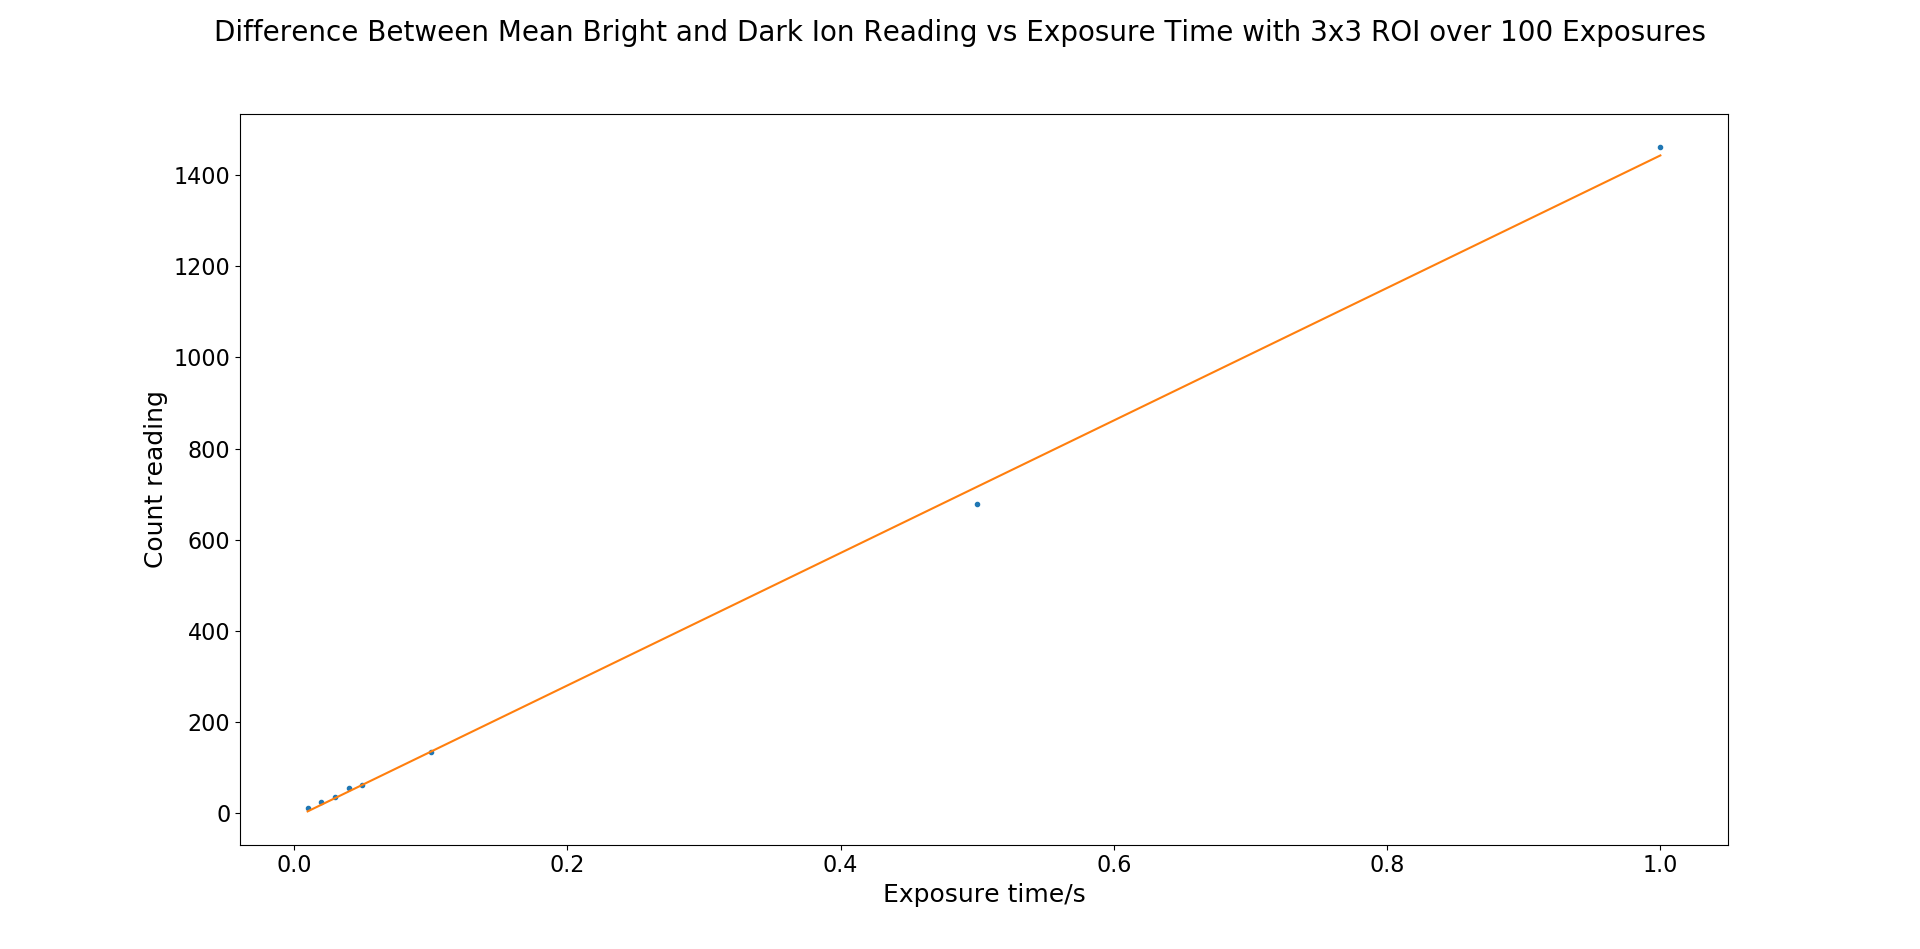 Difference Between Mean Bright and Dark Ion Reading vs Exposure Time with 3x3 ROI over 100 Exposures
1400
1200
1000
800
600
400
200
0
Count reading
0.0 0.2 0.4 0.6 0.8 1.0
Exposure time/s